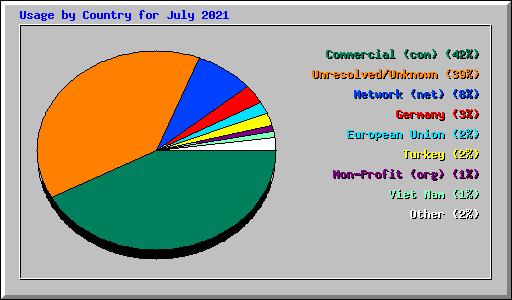 Usage by Country for July 2021
Commercial (com) (42%)
Unresolved/Unknown (39%)
Network (net) (8%)
Germany (3%)
European Union (2%)
Turkey (2%)
Non-Profit (org) (1%)
Viet Nam (1%)
Other (2%)